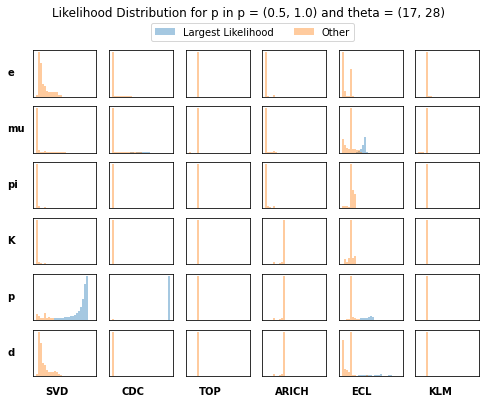 Likelihood Distribution for p in p = (0.5, 1.0) and theta = (17, 28)
Largest Likelihood Other
e
mu
pi
K
p
d
SVD CDC TOP ARICH ECL KLM